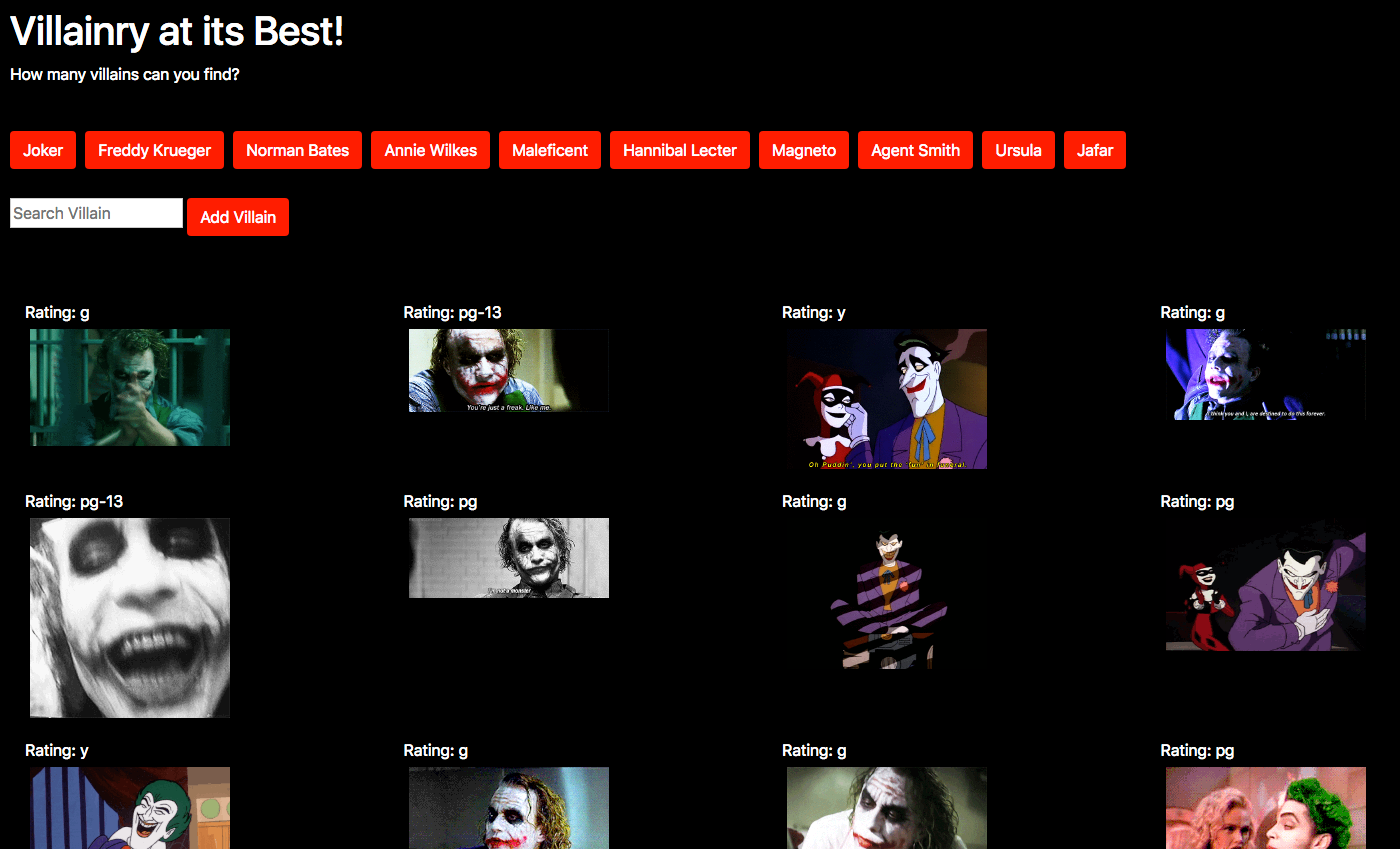 Villainry at its Best!
How many villains can you find?
Joker Freddy Krueger Norman Bates Annie Wilkes Maleficent Hannibal Lecter Magneto Agent Smith Ursula Jafar
Search Villain Add Villain
Rating: g Rating: pg-13 Rating: y Rating: g
You're just a freak. Like me.
I think you and I, are destined to do this forever.
Oh Puddin', you put the "fun" in funeral.
Rating: pg-13 Rating: pg Rating: g Rating: pg
I'm not a monster
Rating: y Rating: g Rating: g Rating: pg